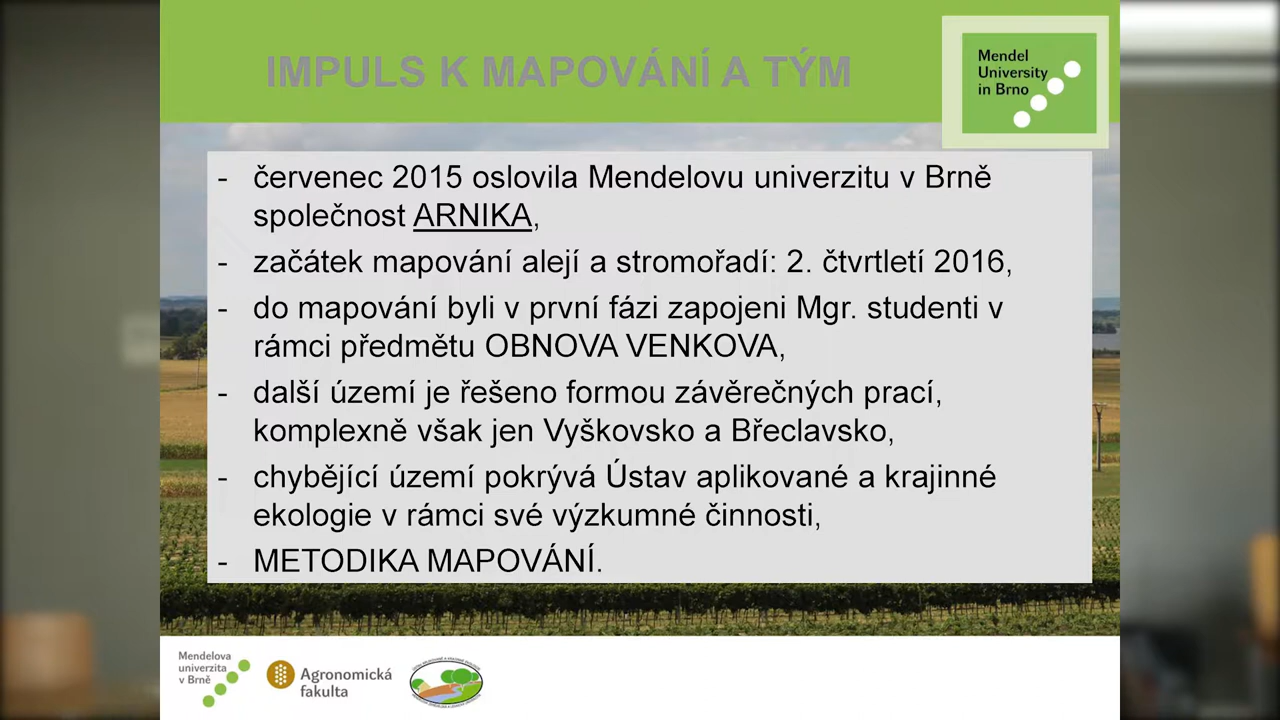 IMPULS K MAPOVÁNÍ A TÝM
Mendel
University
in Brno
- červenec 2015 oslovila Mendelovu univerzitu v Brně
společnost ARNIKA,
- začátek mapování alejí a stromořadí: 2. čtvrtletí 2016,
- do mapování byli v první fázi zapojeni Mgr. studenti v
rámci předmětu OBNOVA VENKOVA,
- další území je řešeno formou závěrečných prací,
komplexně však jen Vyškovsko a Břeclavsko,
- chybějící území pokrývá Ústav aplikované a krajinné
ekologie v rámci své výzkumné činnosti,
- METODIKA MAPOVÁNÍ.
Mendelova
univerzita
v Brně
Agronomická
fakulta